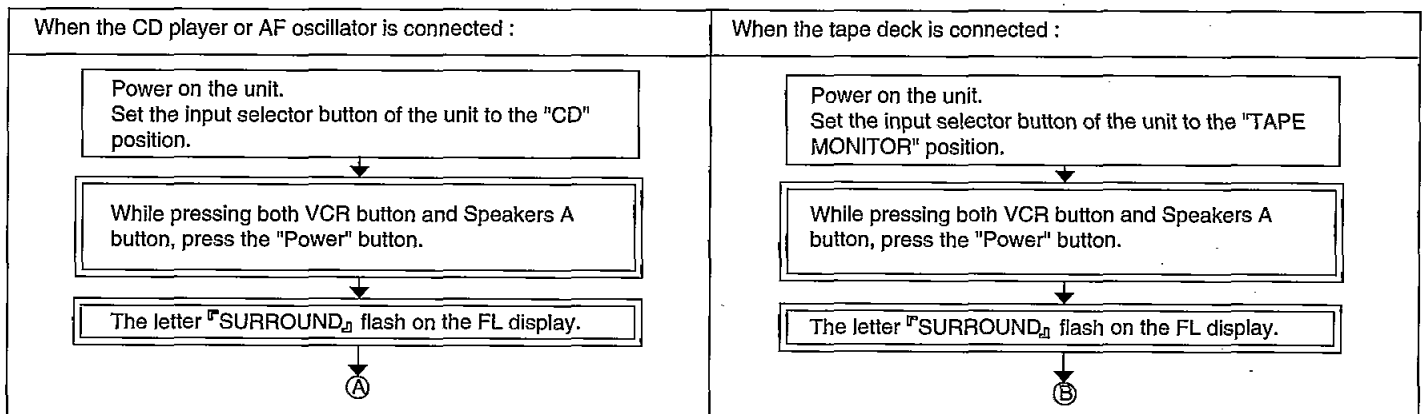 When the CD player or AF oscillator is connected :
Power on the unit.
Set the input selector button of the unit to the "CD"
position.
While pressing both VCR button and Speakers A
button, press the "Power" button.
The letter『SURROUND』 flash on the FL display.
Ⓐ
When the tape deck is connected :
Power on the unit.
Set the input selector button of the unit to the "TAPE
MONITOR" position.
While pressing both VCR button and Speakers A
button, press the "Power" button.
The letter『SURROUND』 flash on the FL display.
Ⓑ